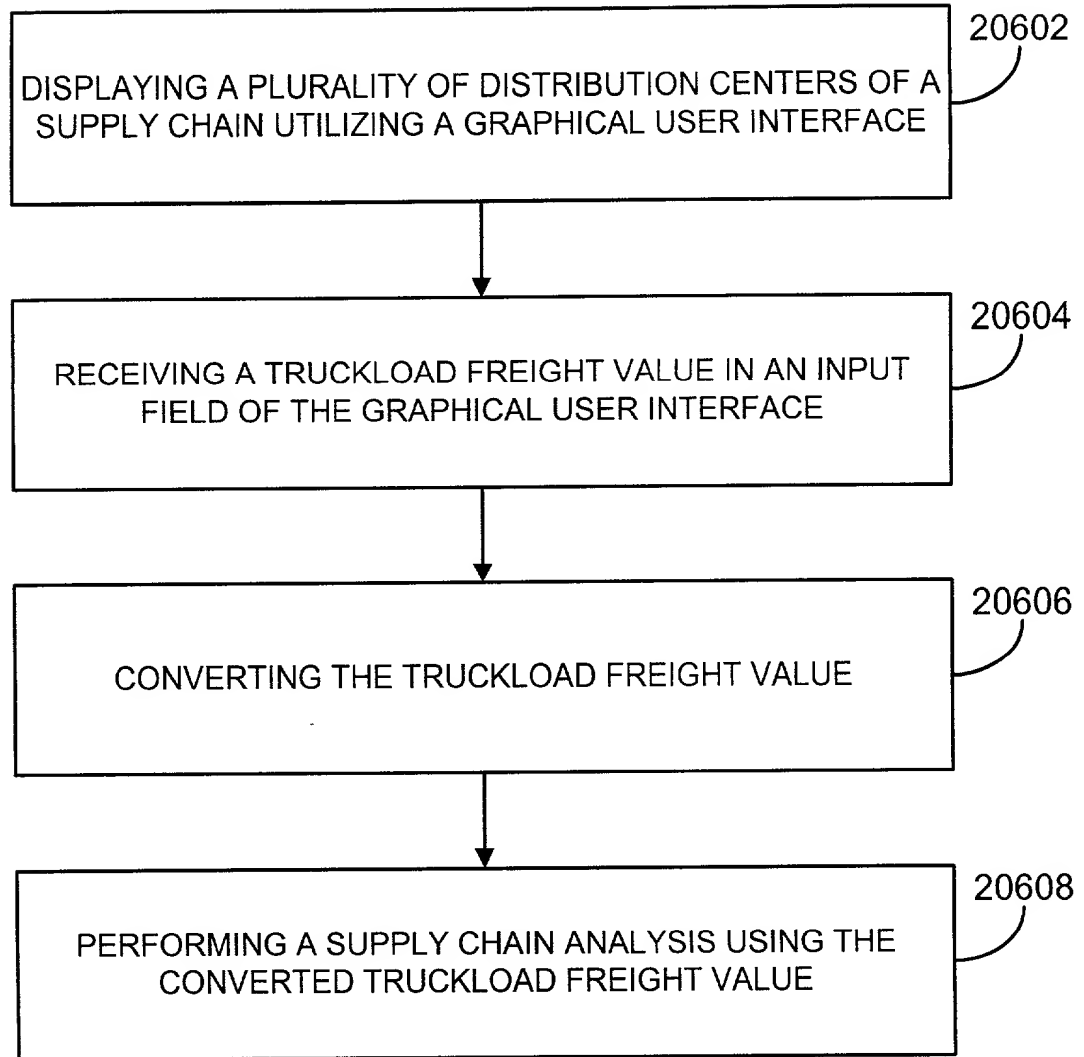 20602
DISPLAYING A PLURALITY OF DISTRIBUTION CENTERS OF A
SUPPLY CHAIN UTILIZING A GRAPHICAL USER INTERFACE
20604
RECEIVING A TRUCKLOAD FREIGHT VALUE IN AN INPUT
FIELD OF THE GRAPHICAL USER INTERFACE
20606
CONVERTING THE TRUCKLOAD FREIGHT VALUE
20608
PERFORMING A SUPPLY CHAIN ANALYSIS USING THE
CONVERTED TRUCKLOAD FREIGHT VALUE